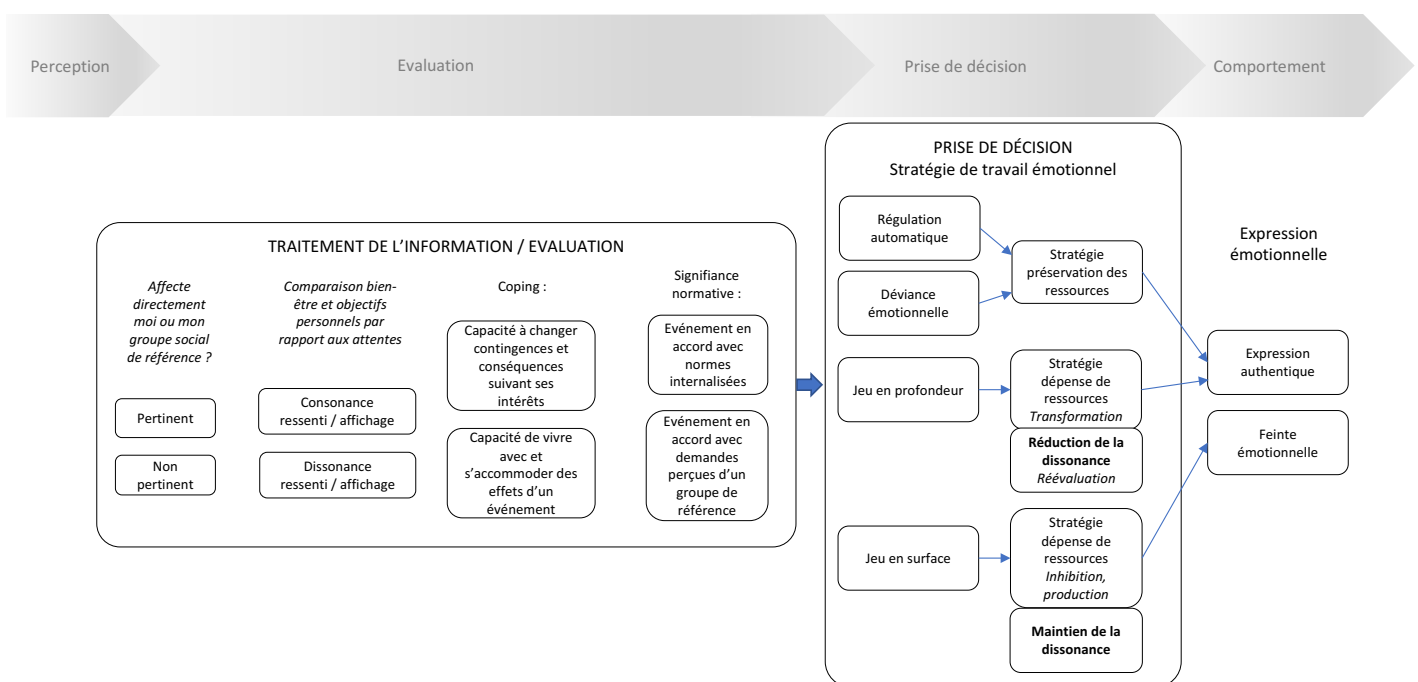 Perception
Evaluation
Prise de décision
Comportement
TRAITEMENT DE L’INFORMATION / EVALUATION
Affecte
directement
moi ou mon
groupe social
de référence ?
Pertinent
Non
pertinent
Comparaison bien-
être et objectifs
personnels par
rapport aux attentes
Consonance
ressenti / affichage
Dissonance
ressenti / affichage
Coping :
Capacité à changer
contingences et
conséquences
suivant ses
intérêts
Capacité de vivre
avec et
s’accommoder des
effets d’un
événement
Signifiance
normative :
Evénement en
accord avec
normes
internalisées
Evénement en
accord avec
demandes
perçues d’un
groupe de
référence
PRISE DE DÉCISION
Stratégie de travail émotionnel
Régulation
automatique
Déviance
émotionnelle
Stratégie
préservation des
ressources
Jeu en profondeur
Stratégie
dépense de
ressources
Transformation
Réduction de la
dissonance
Réévaluation
Jeu en surface
Stratégie
dépense de
ressources
Inhibition,
production
Maintien de la
dissonance
Expression
émotionnelle
Expression
authentique
Feinte
émotionnelle